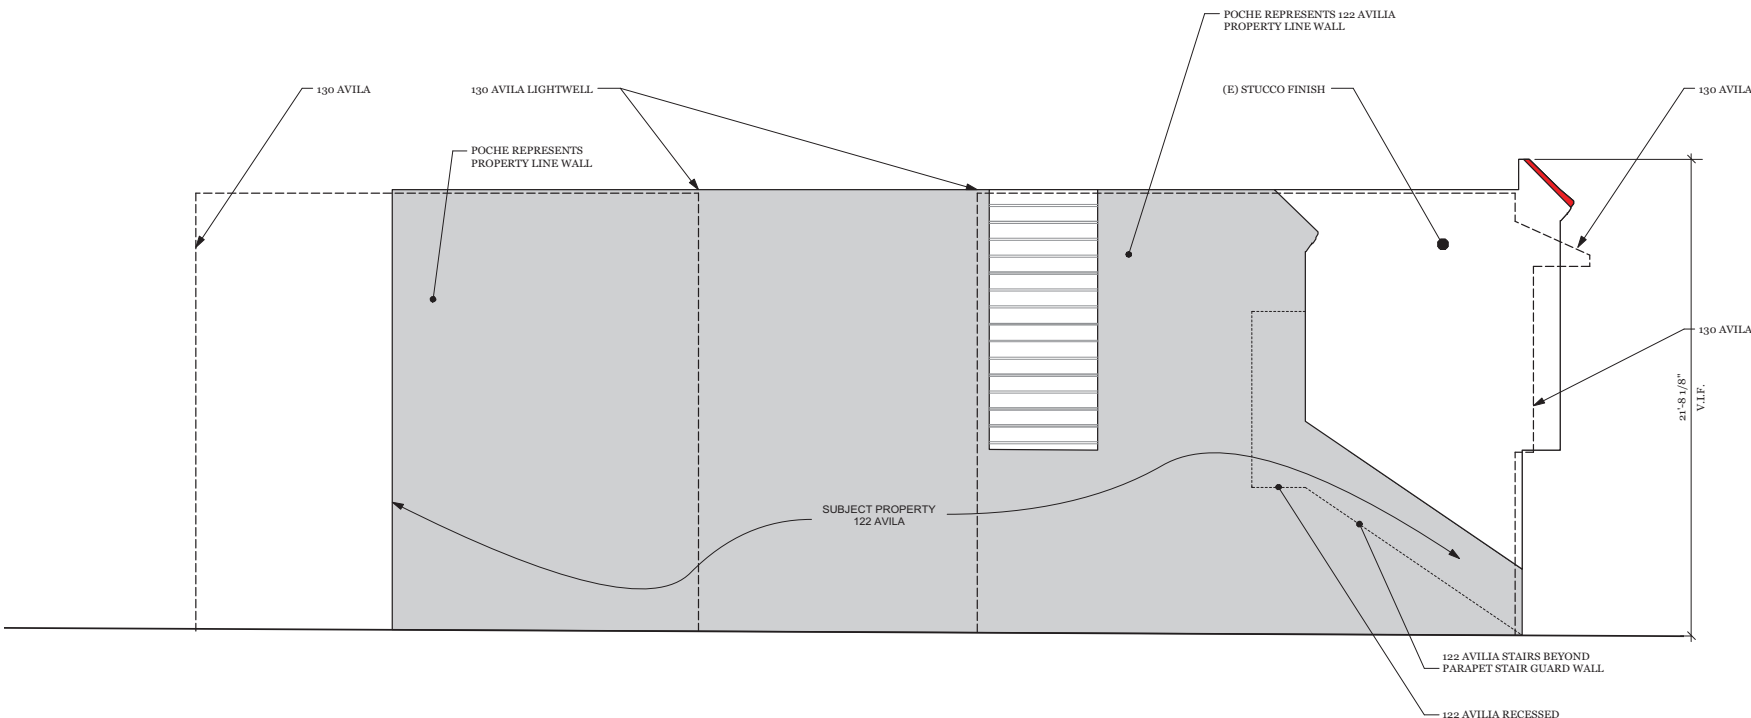 POCHE REPRESENTS 122 AVILIA
PROPERTY LINE WALL
130 AVILA
130 AVILA LIGHTWELL
(E) STUCCO FINISH
130 AVILA
POCHE REPRESENTS
PROPERTY LINE WALL
130 AVILA
21'-8 1/8"
V.I.F.
SUBJECT PROPERTY
122 AVILA
122 AVILIA STAIRS BEYOND
PARAPET STAIR GUARD WALL
122 AVILIA RECESSED